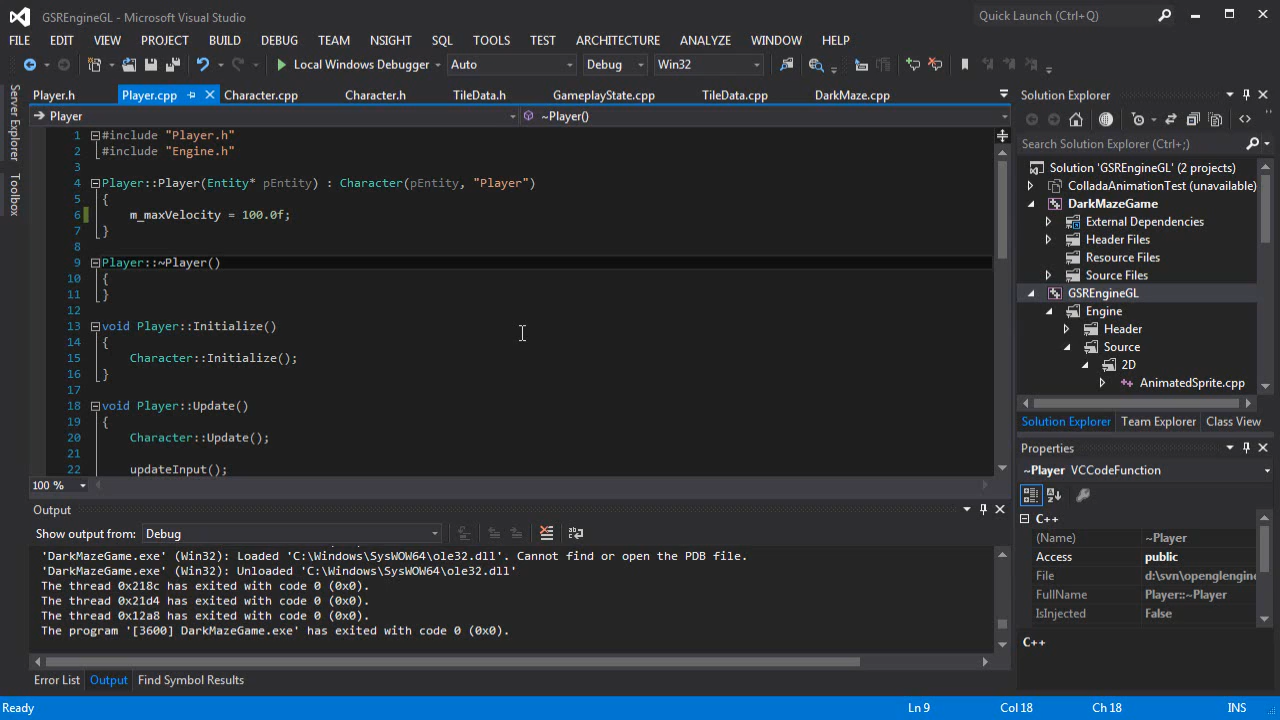 GSREngineGL - Microsoft Visual Studio
Quick Launch (Ctrl+Q)
FILE EDIT VIEW PROJECT BUILD DEBUG TEAM NSIGHT SQL TOOLS TEST ARCHITECTURE ANALYZE WINDOW HELP
Local Windows Debugger Auto Debug Win32
Server Explorer
Toolbox
Player.h Player.cpp Character.cpp Character.h TileData.h GameplayState.cpp TileData.cpp DarkMaze.cpp
Player ~Player()
1 #include "Player.h"
2 #include "Engine.h"
3
4 Player::Player(Entity* pEntity) : Character(pEntity, "Player")
5 {
6 m_maxVelocity = 100.0f;
7 }
8
9 Player::~Player()
10 {
11 }
12
13 void Player::Initialize()
14 {
15 Character::Initialize();
16 }
17
18 void Player::Update()
19 {
20 Character::Update();
21
22 updateInput();
100 %
Output
Show output from: Debug
'DarkMazeGame.exe' (Win32): Loaded 'C:\Windows\SysWOW64\ole32.dll'. Cannot find or open the PDB file.
'DarkMazeGame.exe' (Win32): Unloaded 'C:\Windows\SysWOW64\ole32.dll'
The thread 0x218c has exited with code 0 (0x0).
The thread 0x21d4 has exited with code 0 (0x0).
The thread 0x12a8 has exited with code 0 (0x0).
The program '[3600] DarkMazeGame.exe' has exited with code 0 (0x0).
Error List Output Find Symbol Results
Solution Explorer
Search Solution Explorer (Ctrl+;)
Solution 'GSREngineGL' (2 projects)
ColladaAnimationTest (unavailable)
DarkMazeGame
External Dependencies
Header Files
Resource Files
Source Files
GSREngineGL
Engine
Header
Source
2D
AnimatedSprite.cpp
Solution Explorer Team Explorer Class View
Properties
~Player VCCodeFunction
C++
(Name) ~Player
Access public
File d:\svn\openglengine
FullName Player::~Player
IsInjected False
C++
Ready Ln 9 Col 18 Ch 18 INS